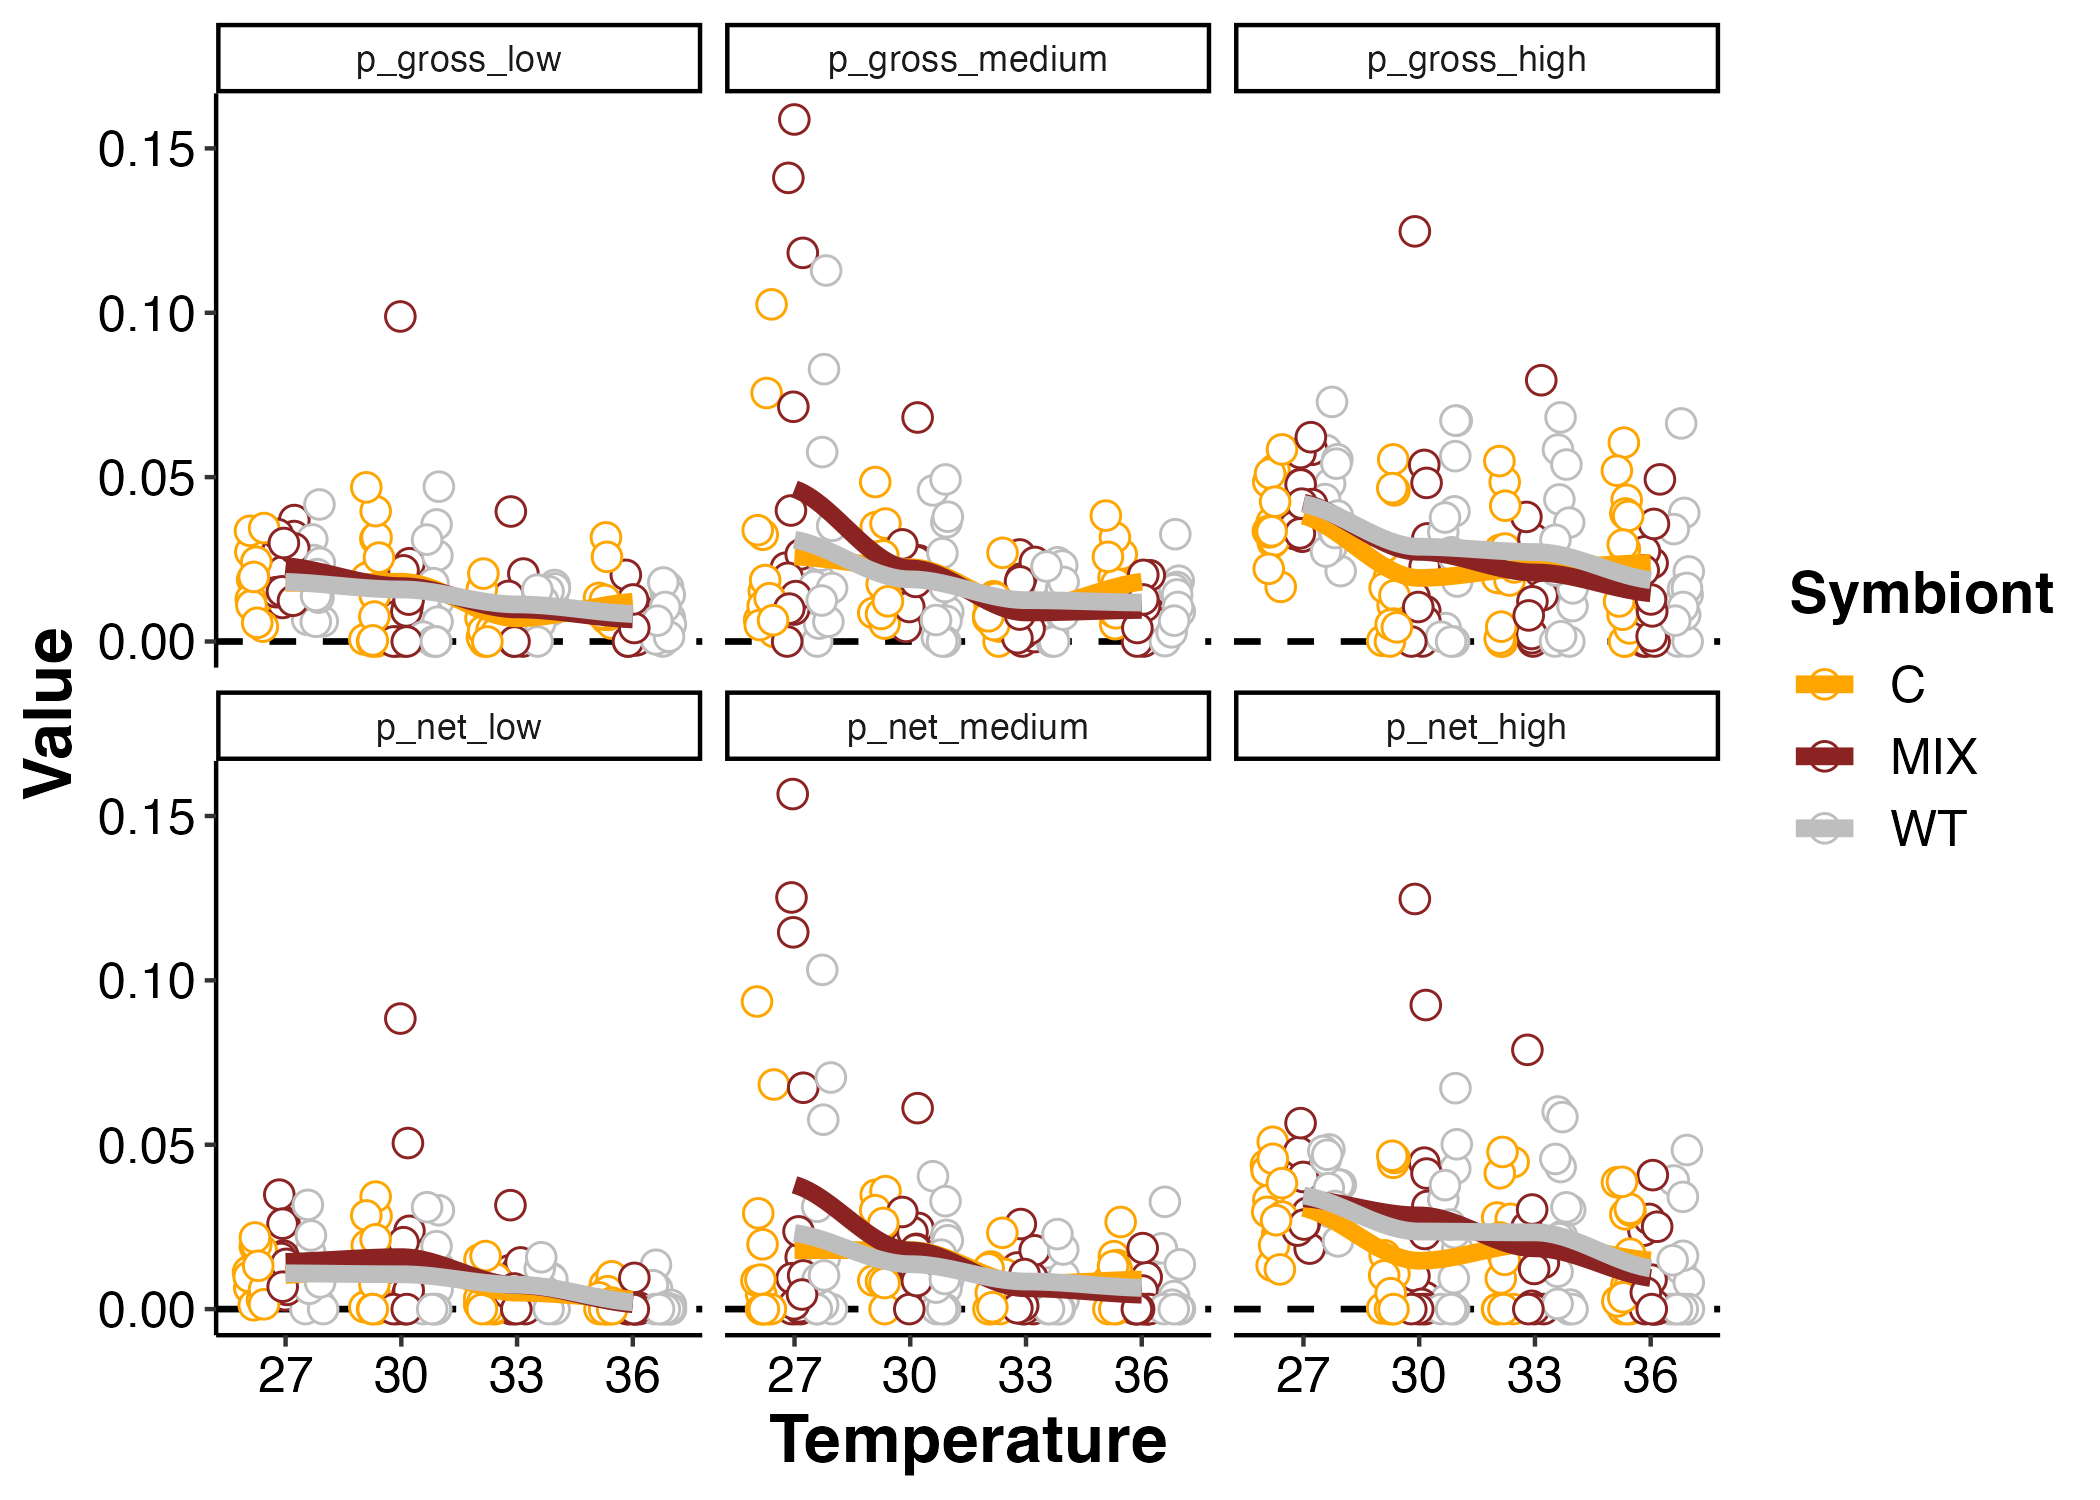 p_gross_low
p_gross_medium
p_gross_high
0.15
0.10
0.05
0.00
p_net_low
p_net_medium
p_net_high
0.15
0.10
0.05
0.00
27 30 33 36
27 30 33 36
27 30 33 36
Temperature
Value
Symbiont
C
MIX
WT